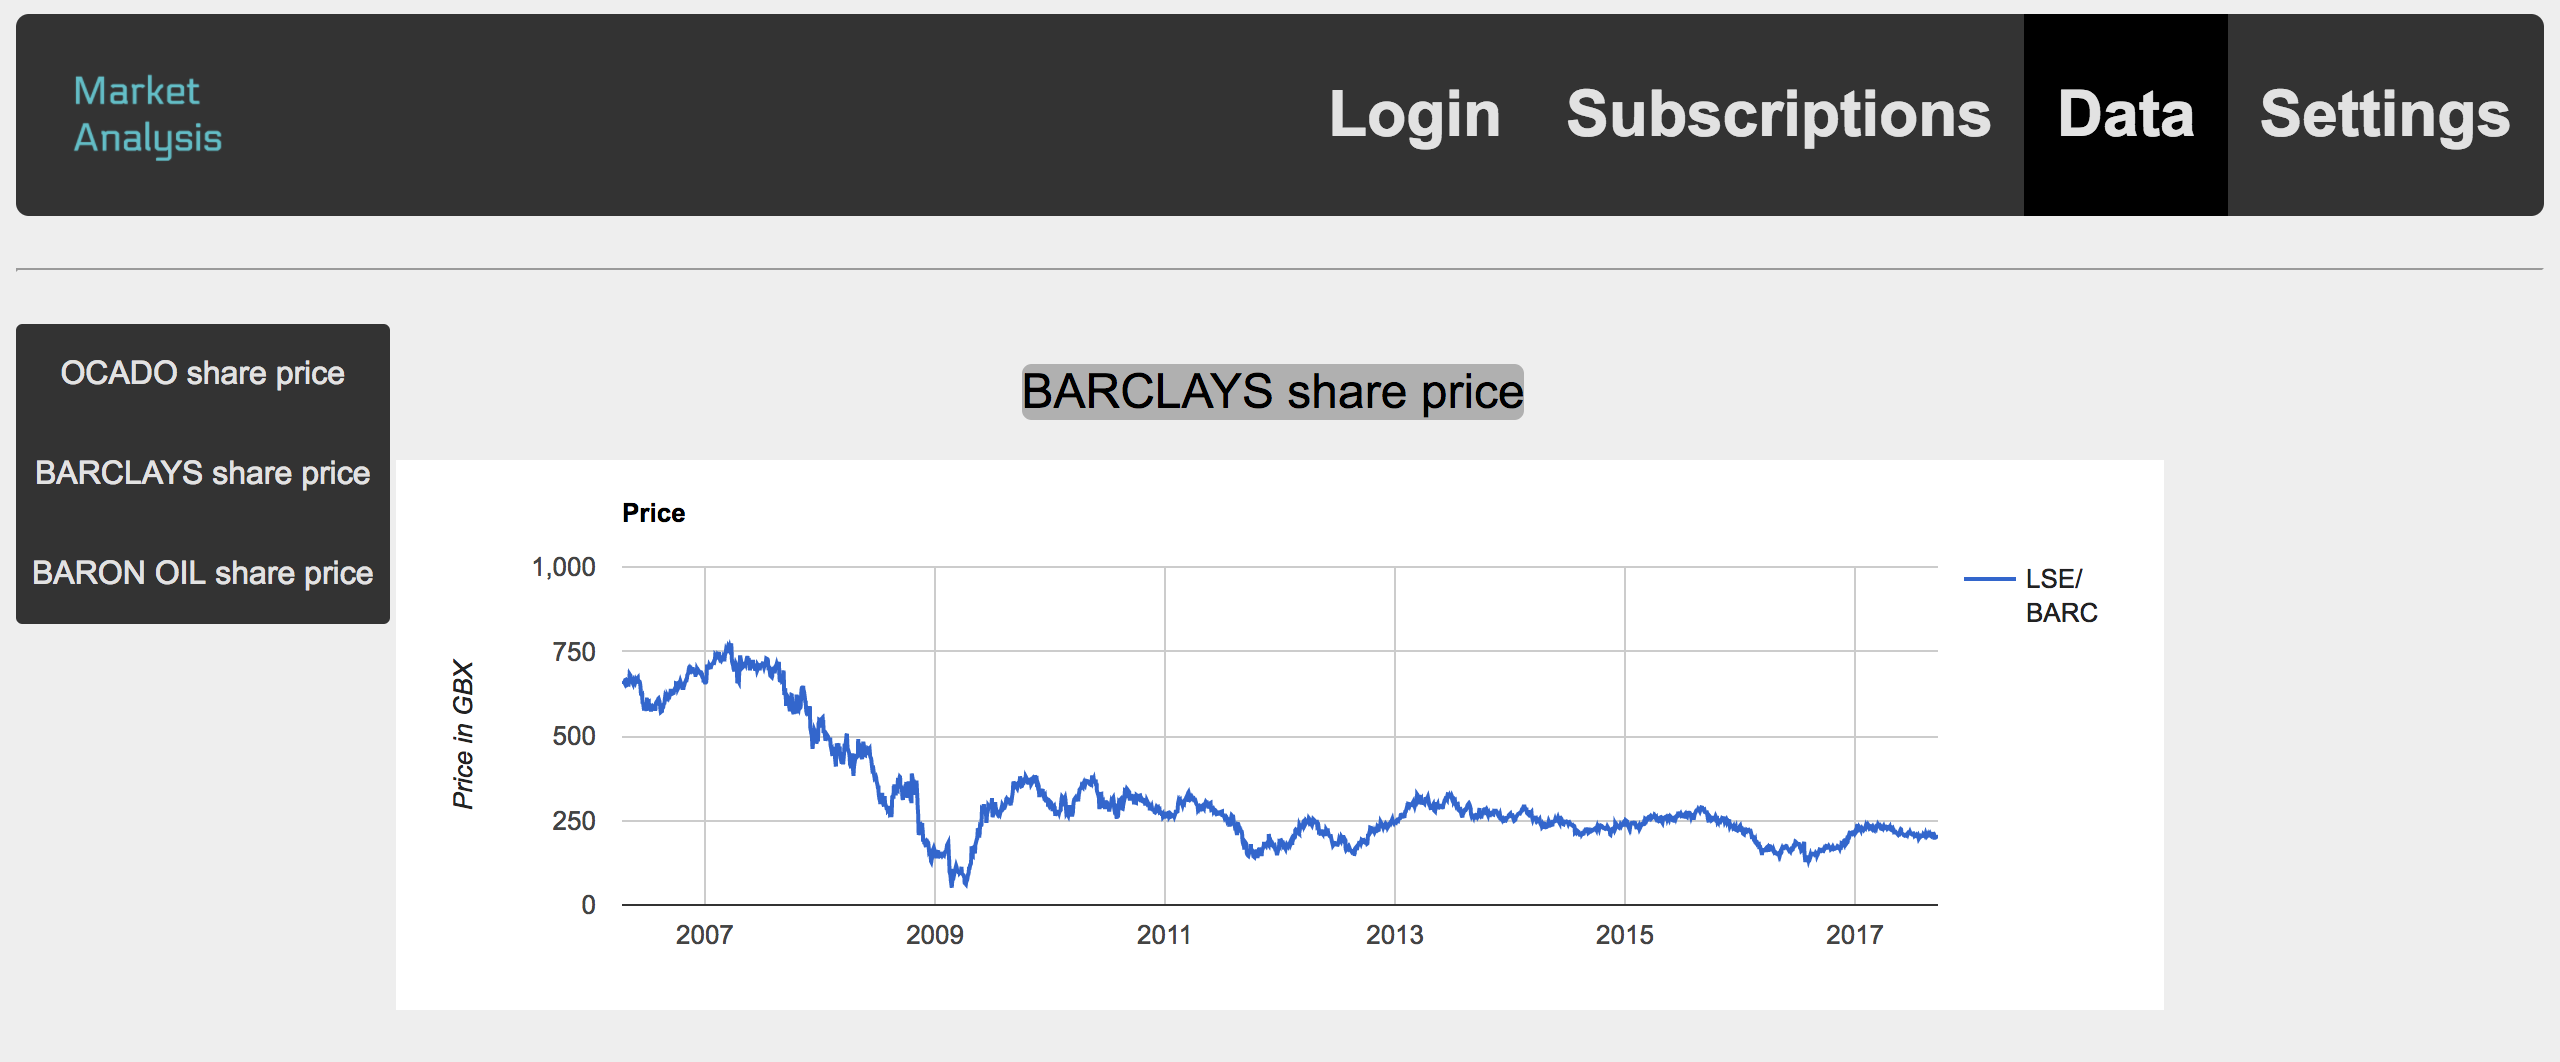 Market
Analysis
Login Subscriptions Data Settings
OCADO share price
BARCLAYS share price
BARON OIL share price
BARCLAYS share price
Price
1,000
750
500
250
0
Price in GBX
2007 2009 2011 2013 2015 2017
LSE/
BARC